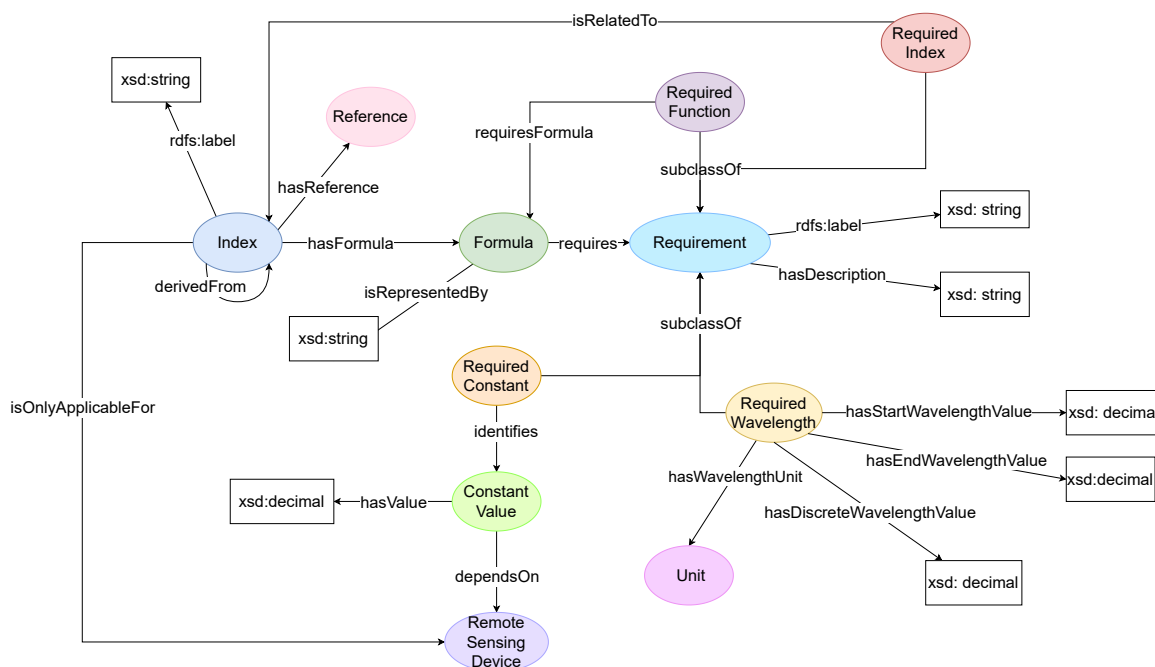 isRelatedTo
Required
Index
xsd:string
Required
Function
Reference
requiresFormula
rdfs:label
subclassOf
hasReference
xsd: string
rdfs:label
Index
hasFormula
Formula
requires
Requirement
hasDescription
derivedFrom
isRepresentedBy
xsd: string
xsd:string
subclassOf
Required
Constant
isOnlyApplicableFor
Required
Wavelength
hasStartWavelengthValue
xsd: decima
identifies
hasEndWavelengthValue
hasWavelengthUnit
xsd:decimal
xsd:decimal
hasValue
Constant
Value
hasDiscreteWavelengthValue
dependsOn
Unit
xsd: decimal
Remote
Sensing
Device